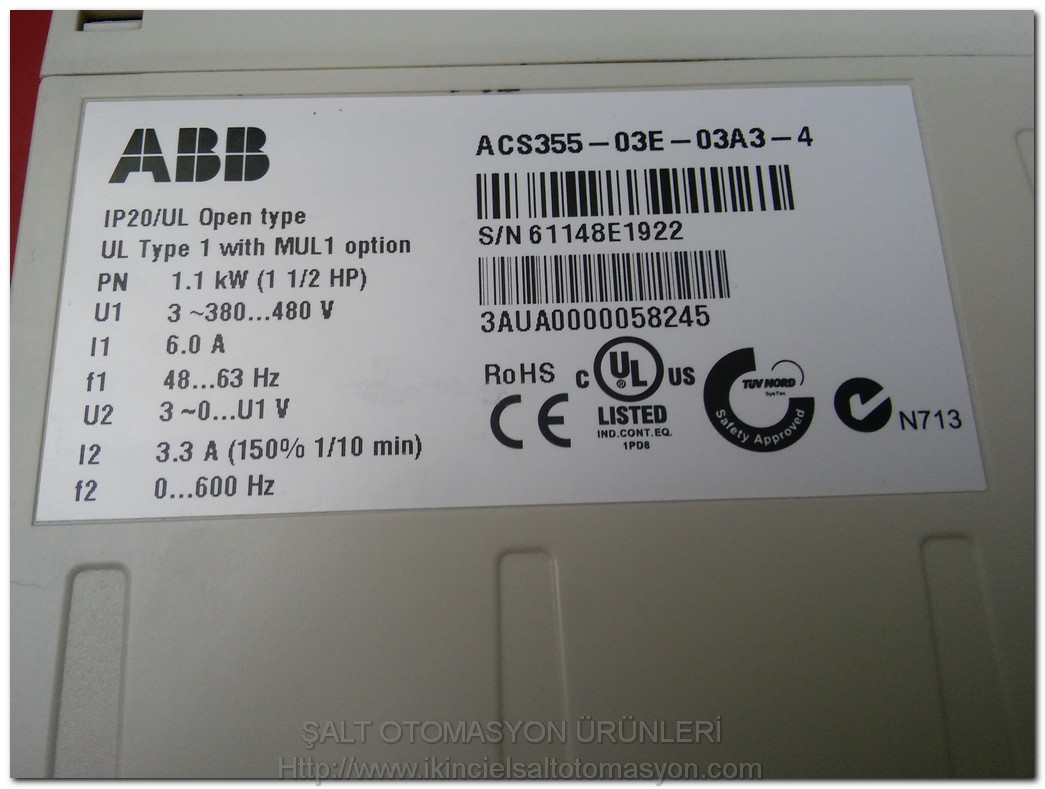 ABB
IP20/UL Open type
UL Type 1 with MUL1 option
PN 1.1 kW (1 1/2 HP)
U1 3 ~380...480 V
I1 6.0 A
f1 48...63 Hz
U2 3 ~0...U1 V
I2 3.3 A (150% 1/10 min)
f2 0...600 Hz
ACS355-03E-03A3-4
S/N 61148E1922
3AUA0000058245
RoHS
C UL ® US
LISTED
IND.CONT.EQ.
1PD8
CE
TÜV NORD
SysTec
Safety Approved
N713
ŞALT OTOMASYON ÜRÜNLERİ
Http://www.ikincielsaltotomasyon.com